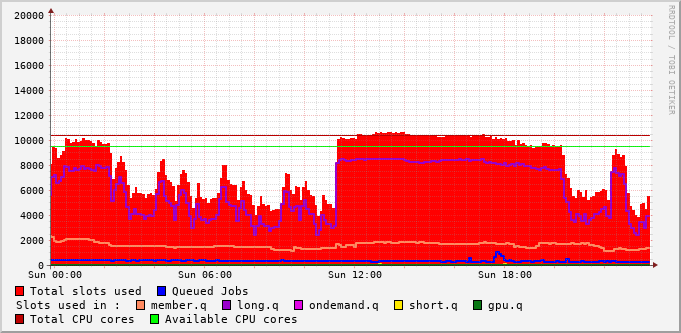 RRDTOOL / TOBI OETIKER
20000
18000
16000
14000
12000
10000
8000
6000
4000
2000
0
Sun 00:00 Sun 06:00 Sun 12:00 Sun 18:00
Total slots used Queued Jobs
Slots used in : member.q long.q ondemand.q short.q gpu.q
Total CPU cores Available CPU cores